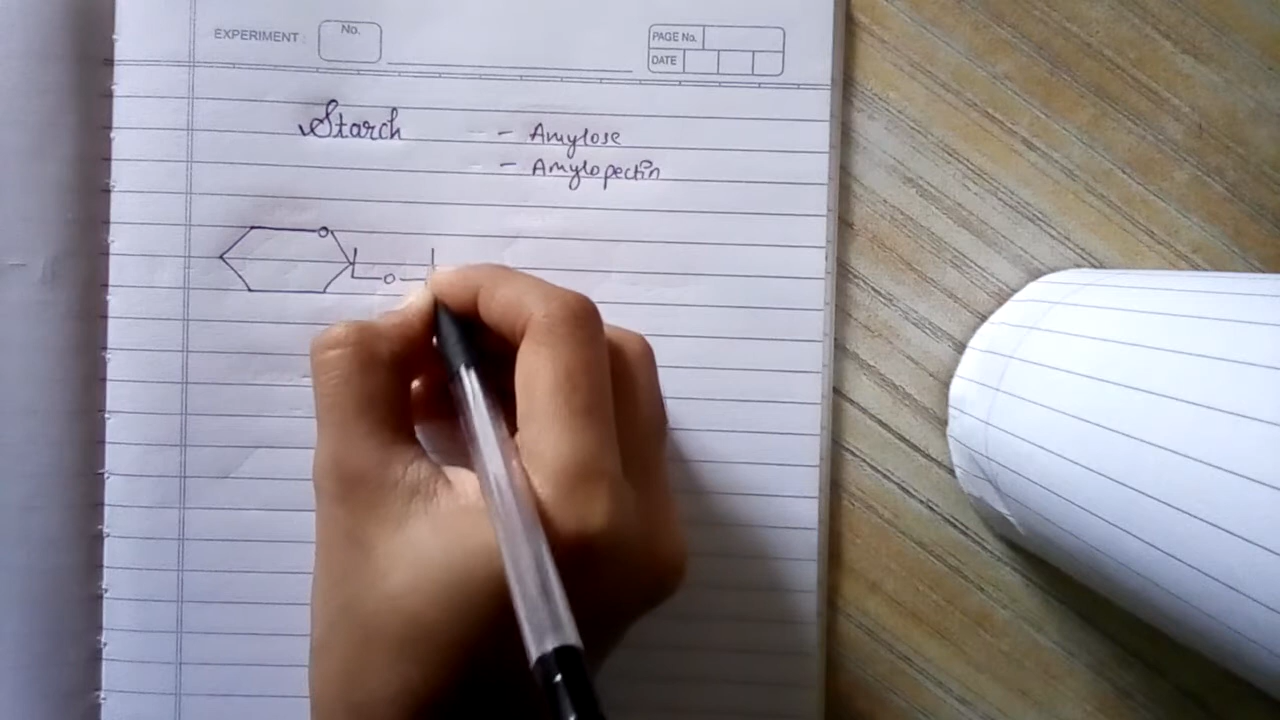 EXPERIMENT : No.
PAGE No.
DATE
Starch - Amylose
- Amylopectin
O
O